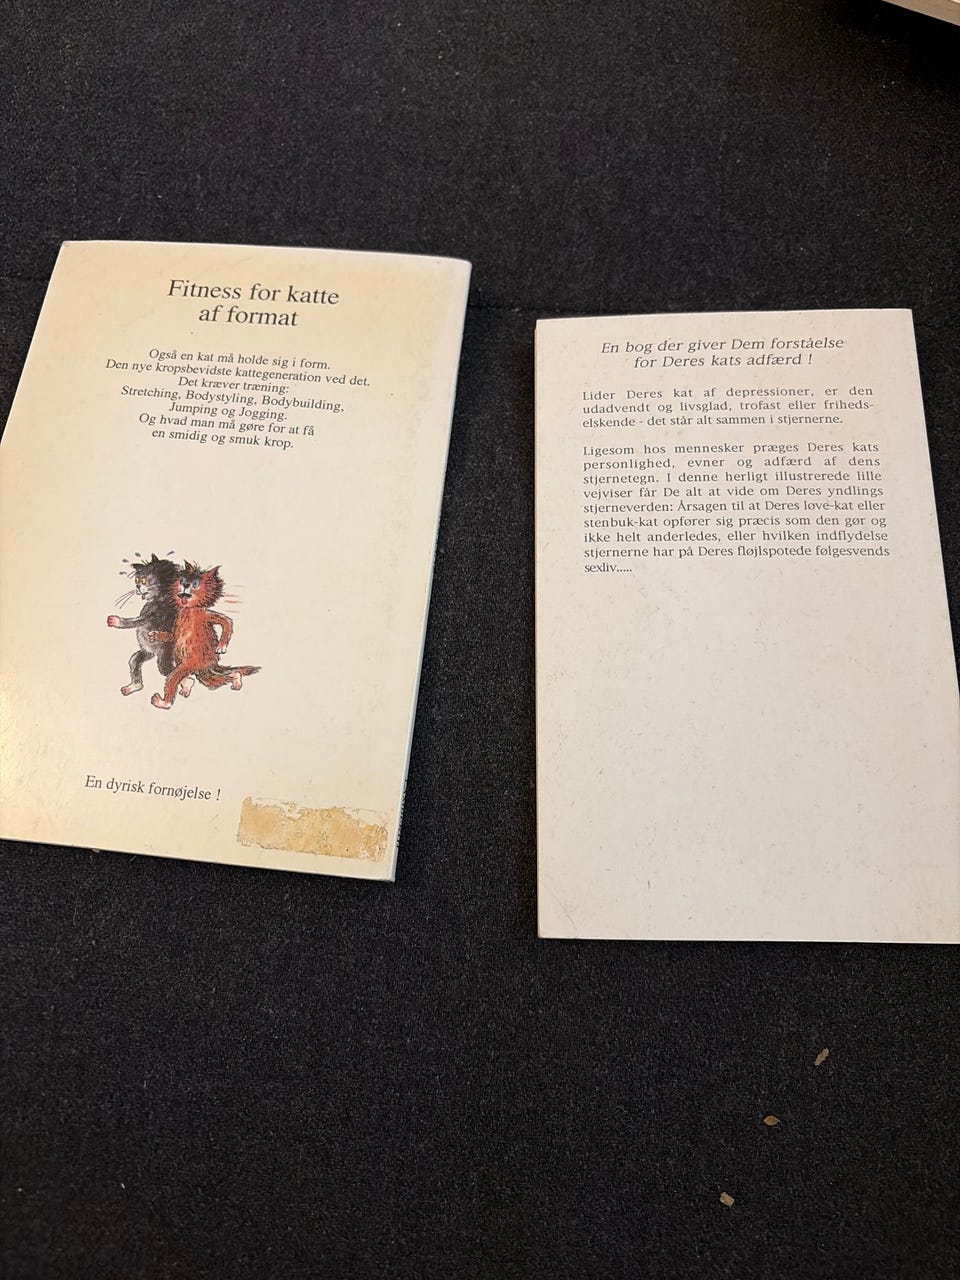 Fitness for katte
af format
Også en kat må holde sig i form.
Den nye kropsbevidste kattegeneration ved det.
Det kræver træning:
Stretching, Bodystyling, Bodybuilding,
Jumping og Jogging.
Og hvad man må gøre for at få
en smidig og smuk krop.
En dyrisk fornøjelse !
En bog der giver Dem forståelse
for Deres kats adfærd !
Lider Deres kat af depressioner, er den
udadvendt og livsglad, trofast eller friheds-
elskende - det står alt sammen i stjernerne.
Ligesom hos mennesker præges Deres kats
personlighed, evner og adfærd af dens
stjernetegn. I denne herligt illustrerede lille
vejviser får De alt at vide om Deres yndlings
stjerneverden: Årsagen til at Deres løve-kat eller
stenbuk-kat opfører sig præcis som den gør og
ikke helt anderledes, eller hvilken indflydelse
stjernerne har på Deres fløjlspotede følgesvends
sexliv.....